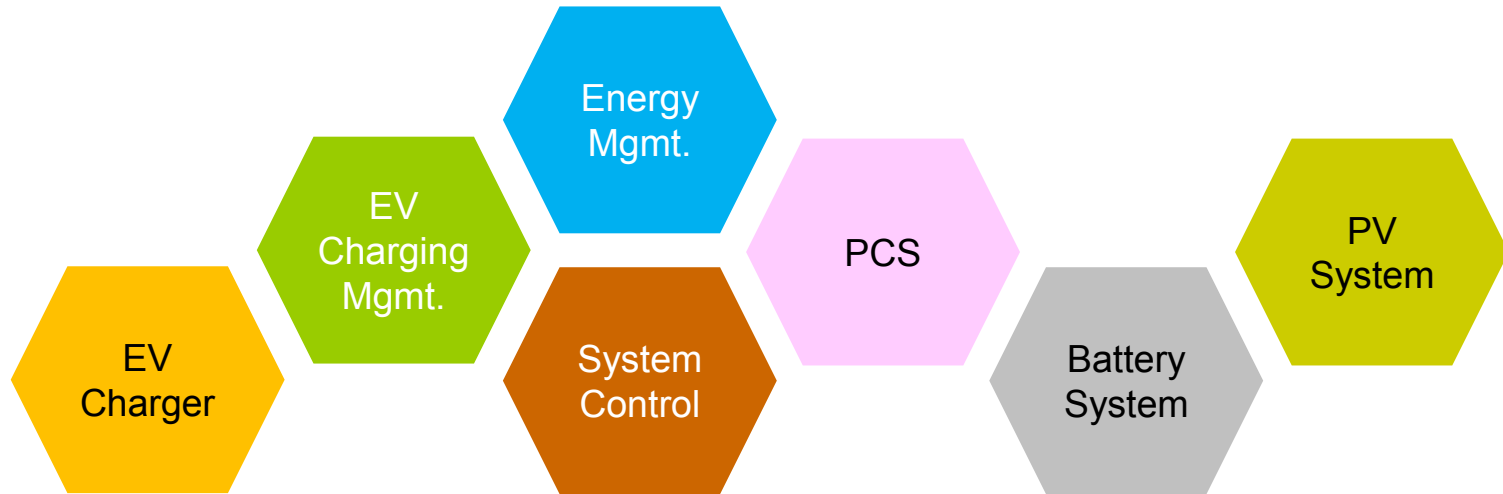 Energy
Mgmt.
EV
Charging
Mgmt.
PCS
PV
System
EV
Charger
System
Control
Battery
System